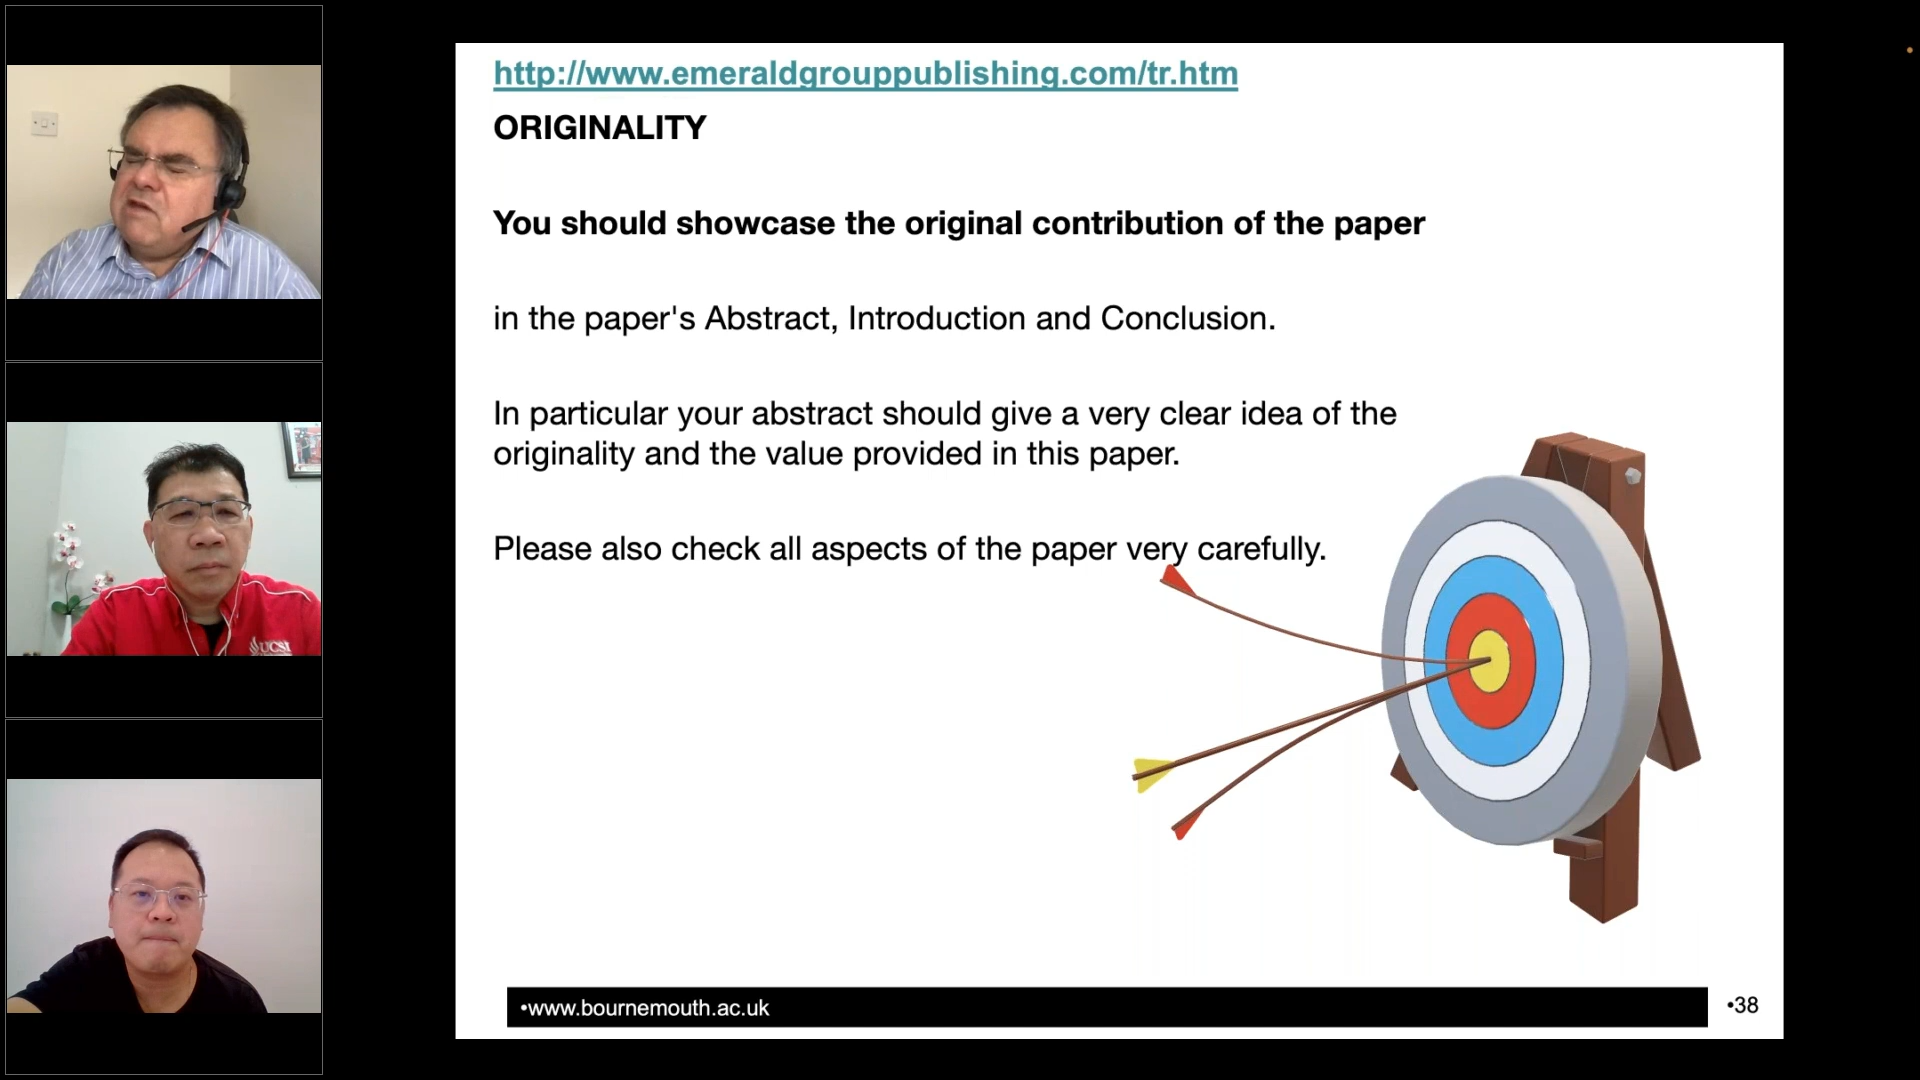 http://www.emeraldgrouppublishing.com/tr.htm
ORIGINALITY
You should showcase the original contribution of the paper
in the paper's Abstract, Introduction and Conclusion.
In particular your abstract should give a very clear idea of the
originality and the value provided in this paper.
Please also check all aspects of the paper very carefully.
UCSI
•www.bournemouth.ac.uk
•38